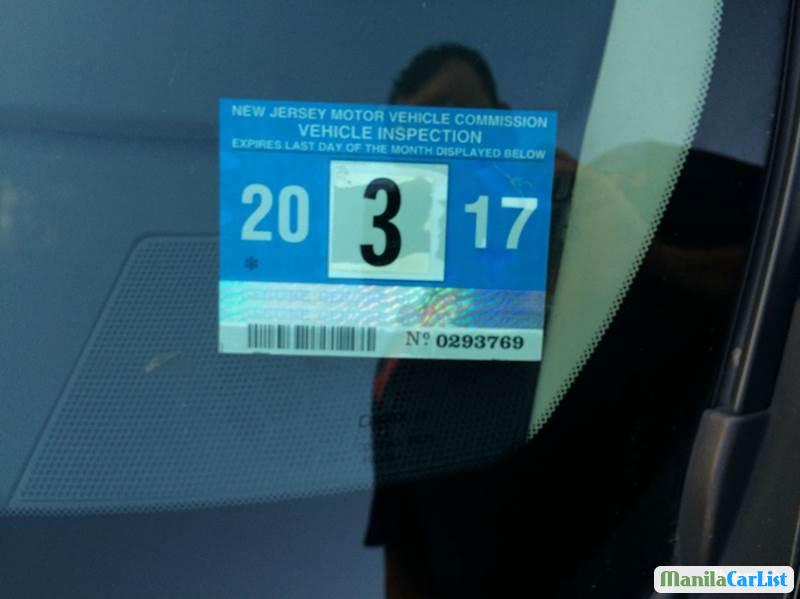 NEW JERSEY MOTOR VEHICLE COMMISSION
VEHICLE INSPECTION
EXPIRES LAST DAY OF THE MONTH DISPLAYED BELOW
20 3 17
*
Nº 0293769
ManilaCarList